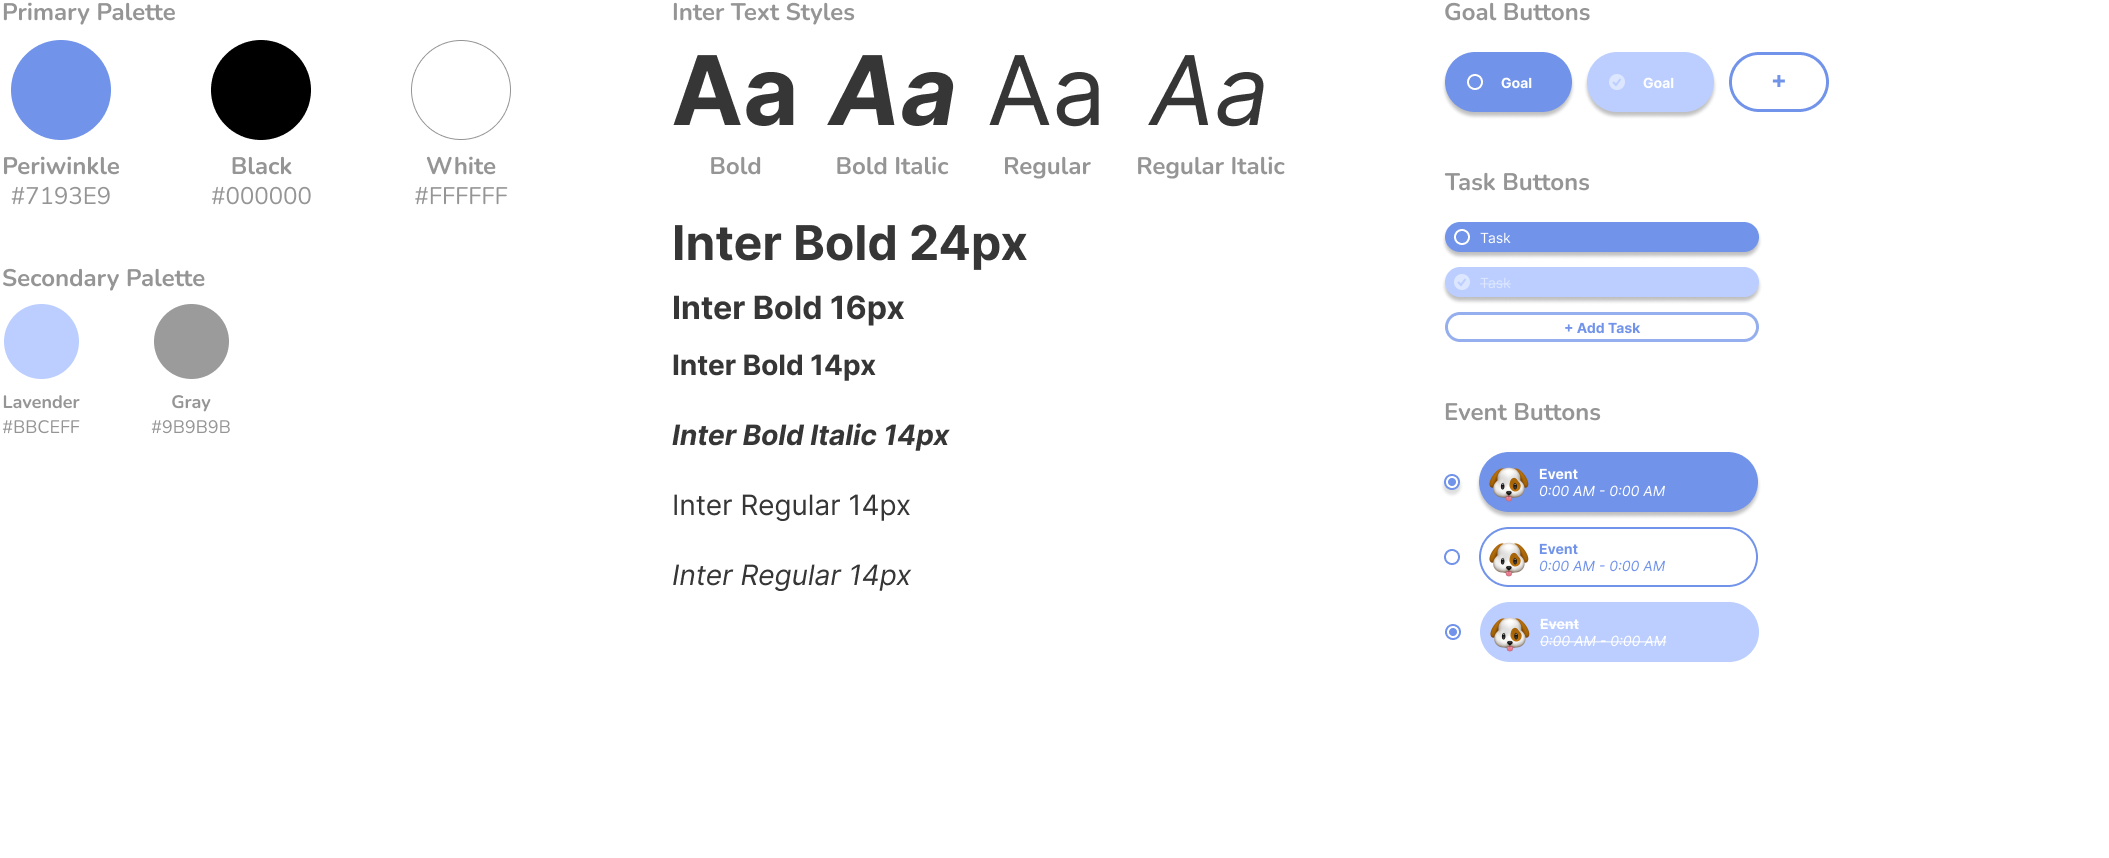 Primary Palette
Periwinkle
#7193E9
Black
#000000
White
#FFFFFF
Secondary Palette
Lavender
#BBCEFF
Gray
#9B9B9B
Inter Text Styles
Aa
Bold
Aa
Bold Italic
Aa
Regular
Aa
Regular Italic
Inter Bold 24px
Inter Bold 16px
Inter Bold 14px
Inter Bold Italic 14px
Inter Regular 14px
Inter Regular 14px
Goal Buttons
Goal
Goal
+
Task Buttons
Task
Task
+ Add Task
Event Buttons
Event
0:00 AM - 0:00 AM
Event
0:00 AM - 0:00 AM
Event
0:00 AM - 0:00 AM